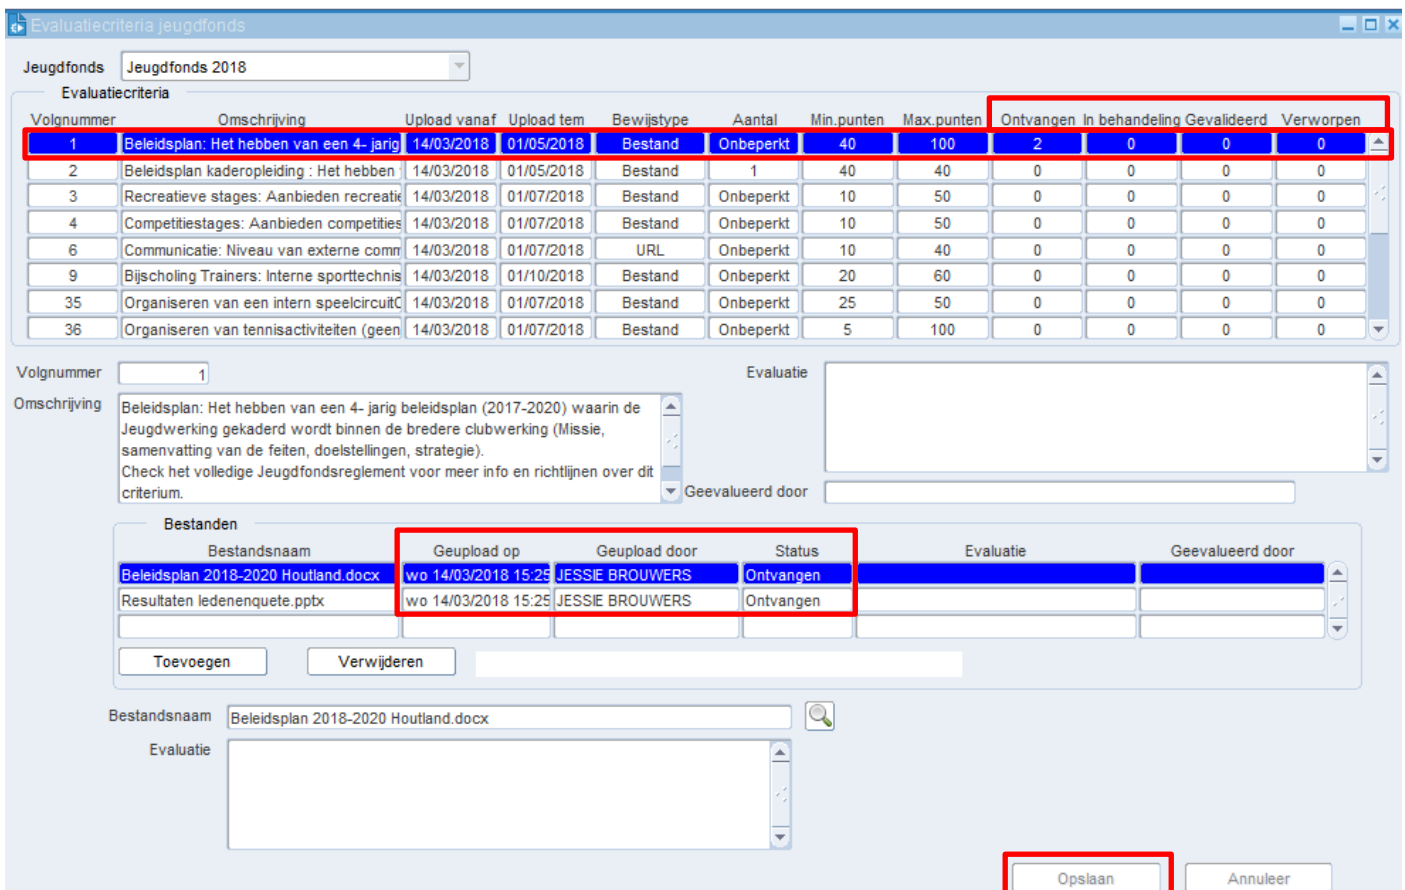 Evaluatiecriteria jeugdfonds
Jeugdfonds Jeugdfonds 2018
Evaluatiecriteria
Volgnummer Omschrijving Upload vanaf Upload tem Bewijstype Aantal Min.punten Max.punten Ontvangen In behandeling Gevalideerd Verworpen
1 Beleidsplan: Het hebben van een 4- jarig 14/03/2018 01/05/2018 Bestand Onbeperkt 40 100 2 0 0 0
2 Beleidsplan kaderopleiding : Het hebben 14/03/2018 01/05/2018 Bestand 1 40 40 0 0 0 0
3 Recreatieve stages: Aanbieden recreatie 14/03/2018 01/07/2018 Bestand Onbeperkt 10 50 0 0 0 0
4 Competitiestages: Aanbieden competities 14/03/2018 01/07/2018 Bestand Onbeperkt 10 50 0 0 0 0
6 Communicatie: Niveau van externe comm 14/03/2018 01/07/2018 URL Onbeperkt 10 40 0 0 0 0
9 Bijscholing Trainers: Interne sporttechnis 14/03/2018 01/10/2018 Bestand Onbeperkt 20 60 0 0 0 0
35 Organiseren van een intern speelcircuit 14/03/2018 01/07/2018 Bestand Onbeperkt 25 50 0 0 0 0
36 Organiseren van tennisactiviteiten (geen 14/03/2018 01/07/2018 Bestand Onbeperkt 5 100 0 0 0 0
Volgnummer 1 Evaluatie
Omschrijving Beleidsplan: Het hebben van een 4- jarig beleidsplan (2017-2020) waarin de
Jeugdwerking gekaderd wordt binnen de bredere clubwerking (Missie,
samenvatting van de feiten, doelstellingen, strategie).
Check het volledige Jeugdfondsreglement voor meer info en richtlijnen over dit
criterium.
Geevalueerd door
Bestanden
Bestandsnaam Geupload op Geupload door Status Evaluatie Geevalueerd door
Beleidsplan 2018-2020 Houtland.docx wo 14/03/2018 15:25 JESSIE BROUWERS Ontvangen
Resultaten ledenenquete.pptx wo 14/03/2018 15:25 JESSIE BROUWERS Ontvangen
Toevoegen Verwijderen
Bestandsnaam Beleidsplan 2018-2020 Houtland.docx
Evaluatie
Opslaan Annuleer